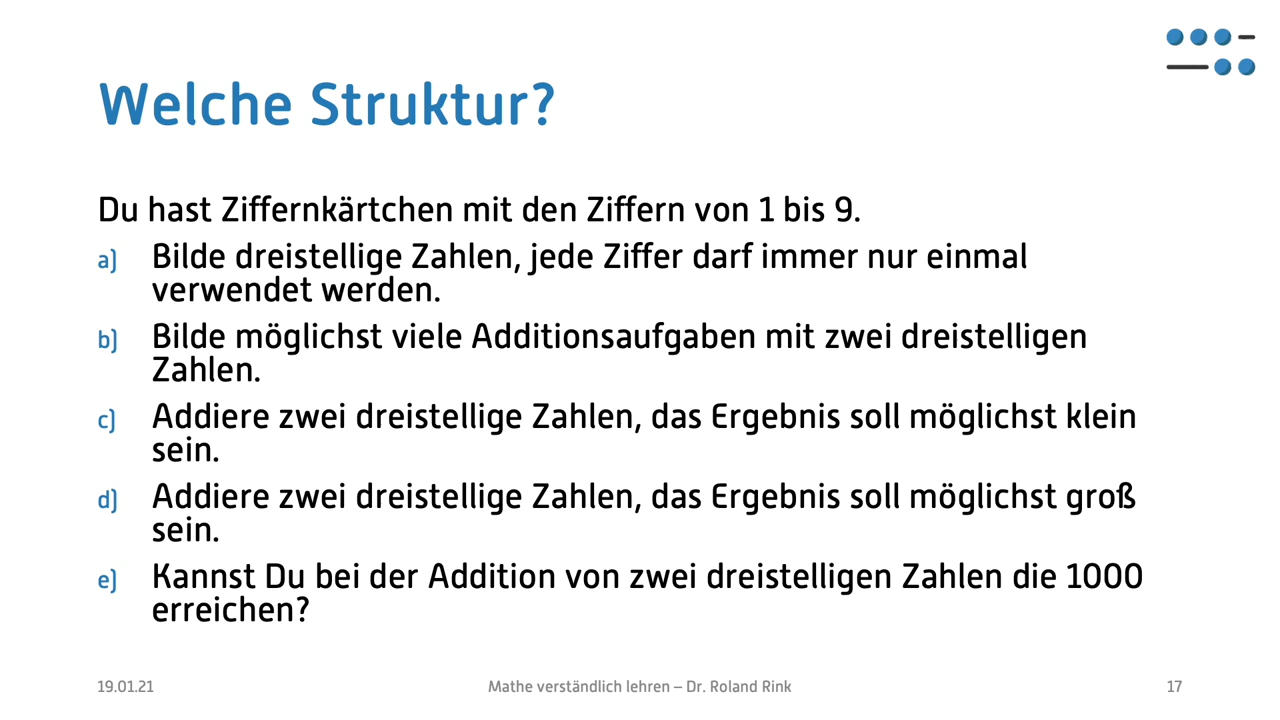 Welche Struktur?
Du hast Ziffernkärtchen mit den Ziffern von 1 bis 9.
a) Bilde dreistellige Zahlen, jede Ziffer darf immer nur einmal
verwendet werden.
b) Bilde möglichst viele Additionsaufgaben mit zwei dreistelligen
Zahlen.
c) Addiere zwei dreistellige Zahlen, das Ergebnis soll möglichst klein
sein.
d) Addiere zwei dreistellige Zahlen, das Ergebnis soll möglichst groß
sein.
e) Kannst Du bei der Addition von zwei dreistelligen Zahlen die 1000
erreichen?
19.01.21 Mathe verständlich lehren – Dr. Roland Rink 17